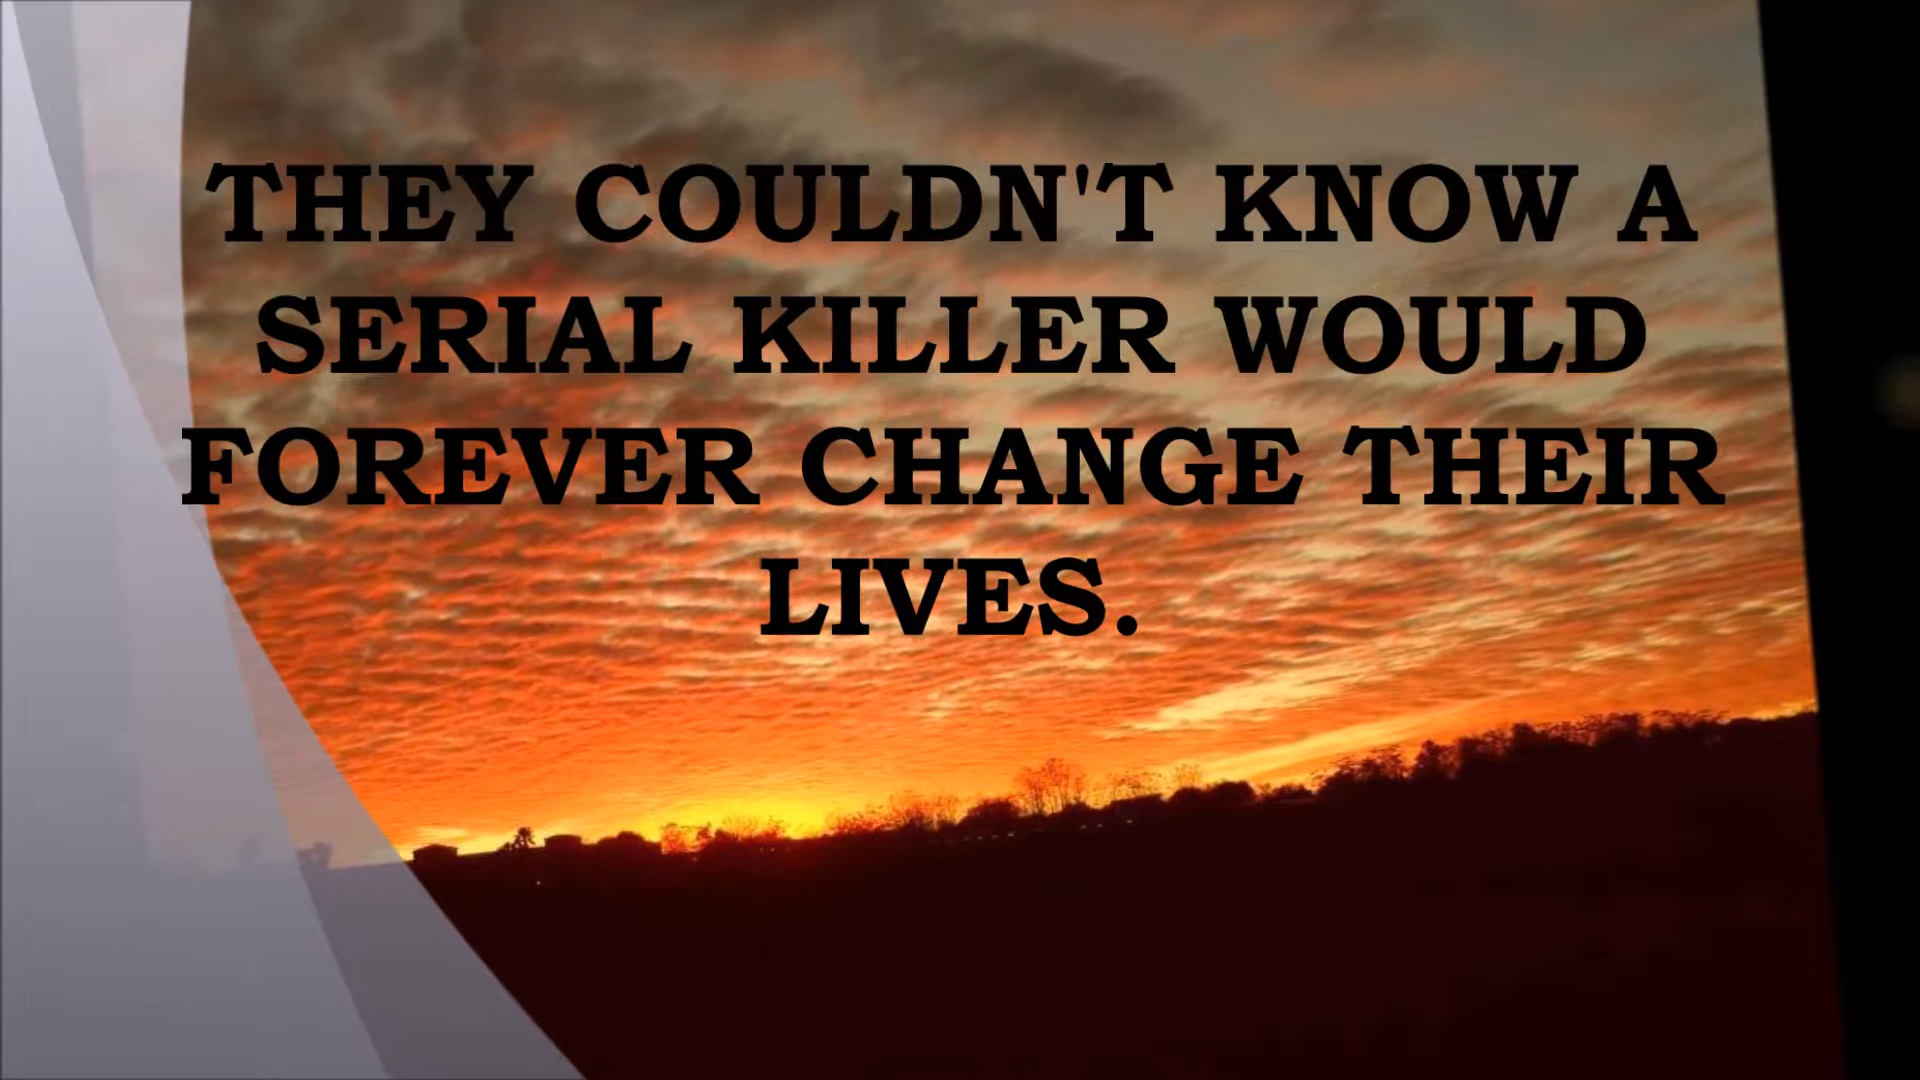 THEY COULDN'T KNOW A
SERIAL KILLER WOULD
FOREVER CHANGE THEIR
LIVES.